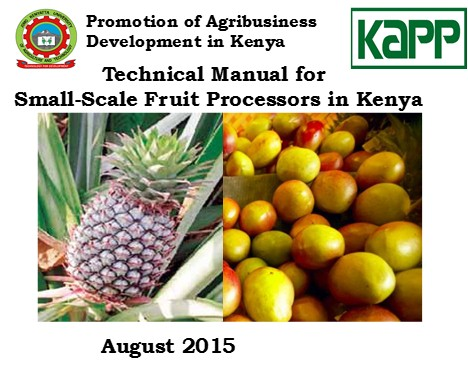 Promotion of Agribusiness
Development in Kenya
KAPP
Technical Manual for
Small-Scale Fruit Processors in Kenya
August 2015